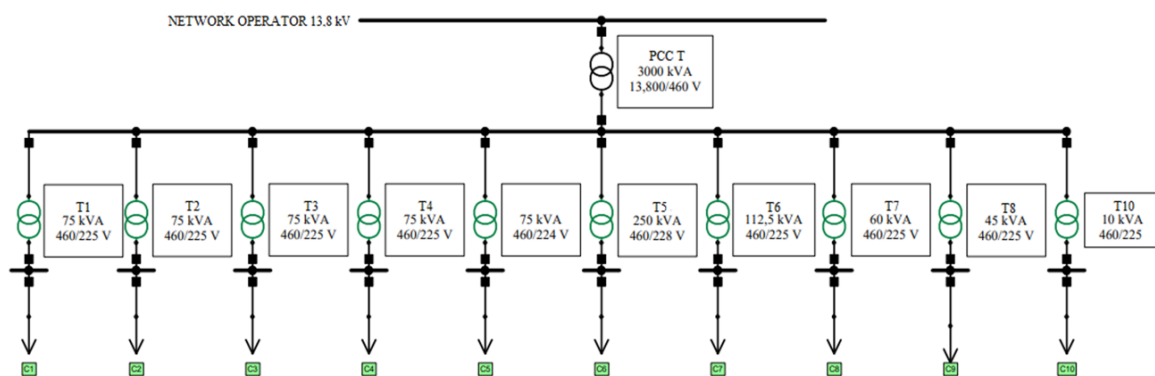 NETWORK OPERATOR 13,8 kV
PCC T
3000 kVA
13,800/460 V
T1
75 kVA
460/225 V
T2
75 kVA
460/225 V
T3
75 kVA
460/225 V
T4
75 kVA
460/225 V
75 kVA
460/224 V
T5
250 kVA
460/228 V
T6
112,5 kVA
460/225 V
T7
60 kVA
460/225 V
T8
45 kVA
460/225 V
T10
10 kVA
460/225
C1 C2 C3 C4 C5 C6 C7 C8 C9 C10